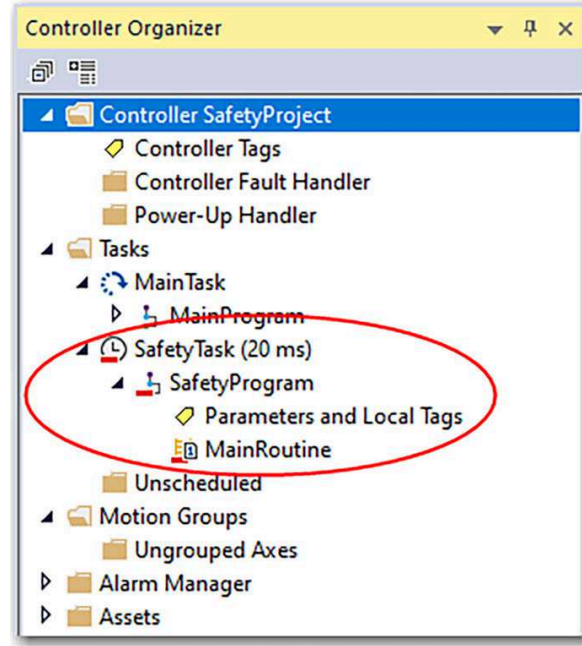 Controller Organizer
Controller SafetyProject
Controller Tags
Controller Fault Handler
Power-Up Handler
Tasks
MainTask
MainProgram
SafetyTask (20 ms)
SafetyProgram
Parameters and Local Tags
MainRoutine
Unscheduled
Motion Groups
Ungrouped Axes
Alarm Manager
Assets